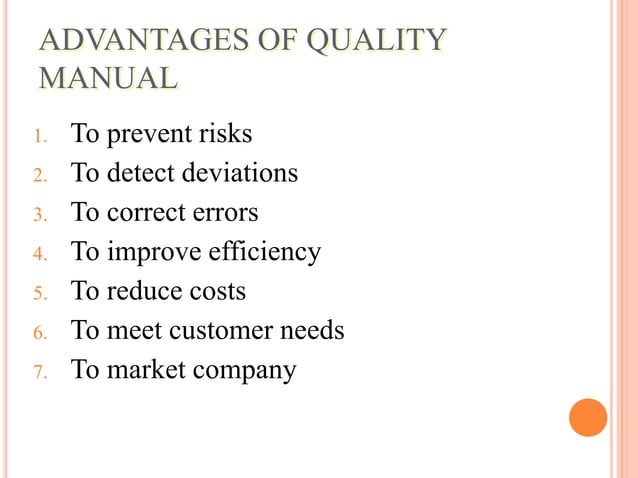 ADVANTAGES OF QUALITY
MANUAL
1. To prevent risks
2. To detect deviations
3. To correct errors
4. To improve efficiency
5. To reduce costs
6. To meet customer needs
7. To market company